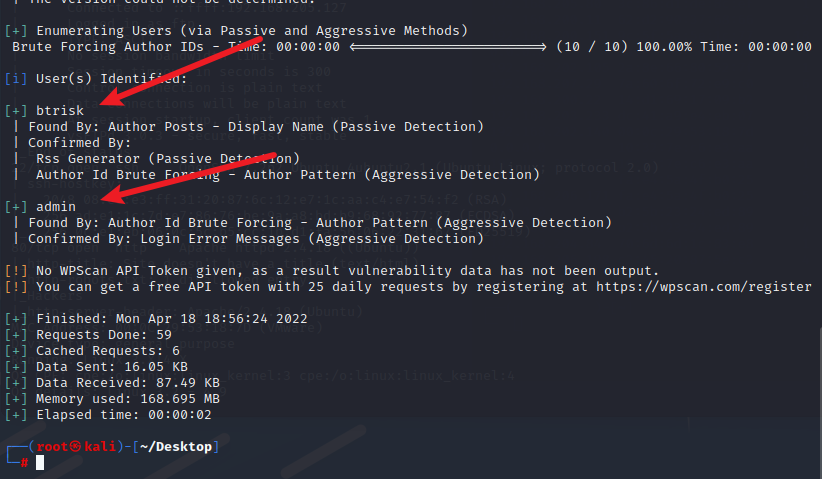 | The version could not be determined.
[+] Enumerating Users (via Passive and Aggressive Methods)
Brute Forcing Author IDs - Time: 00:00:00 <==================================> (10 / 10) 100.00% Time: 00:00:00
[i] User(s) Identified:
[+] btrisk
| Found By: Author Posts - Display Name (Passive Detection)
| Confirmed By:
|  Rss Generator (Passive Detection)
|  Author Id Brute Forcing - Author Pattern (Aggressive Detection)
[+] admin
| Found By: Author Id Brute Forcing - Author Pattern (Aggressive Detection)
| Confirmed By: Login Error Messages (Aggressive Detection)
[!] No WPScan API Token given, as a result vulnerability data has not been output.
[!] You can get a free API token with 25 daily requests by registering at https://wpscan.com/register
[+] Finished: Mon Apr 18 18:56:24 2022
[+] Requests Done: 59
[+] Cached Requests: 6
[+] Data Sent: 16.05 KB
[+] Data Received: 87.49 KB
[+] Memory used: 168.695 MB
[+] Elapsed time: 00:00:02
┌──(root㉿kali)-[~/Desktop]
└─#